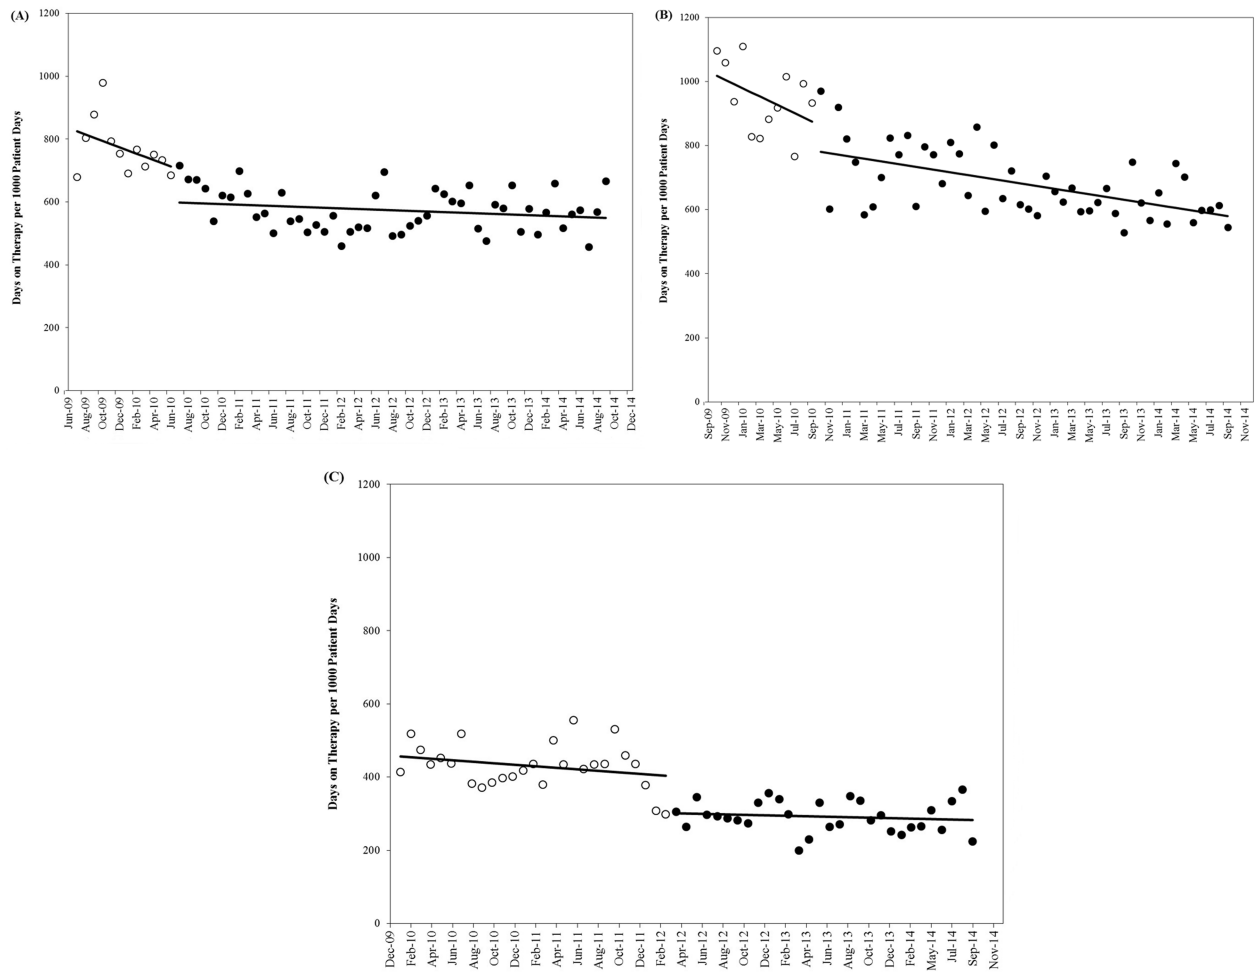 (A)
Days on Therapy per 1000 Patient Days
1200
1000
800
600
400
200
0
Jun-09
Aug-09
Oct-09
Dec-09
Feb-10
Apr-10
Jun-10
Aug-10
Oct-10
Dec-10
Feb-11
Apr-11
Jun-11
Aug-11
Oct-11
Dec-11
Feb-12
Apr-12
Jun-12
Aug-12
Oct-12
Dec-12
Feb-13
Apr-13
Jun-13
Aug-13
Oct-13
Dec-13
Feb-14
Apr-14
Jun-14
Aug-14
Oct-14
Dec-14
(B)
Days on Therapy per 1000 Patient Days
1200
1000
800
600
400
200
0
Sep-09
Nov-09
Jan-10
Mar-10
May-10
Jul-10
Sep-10
Nov-10
Jan-11
Mar-11
May-11
Jul-11
Sep-11
Nov-11
Jan-12
Mar-12
May-12
Jul-12
Sep-12
Nov-12
Jan-13
Mar-13
May-13
Jul-13
Sep-13
Nov-13
Jan-14
Mar-14
May-14
Jul-14
Sep-14
Nov-14
(C)
Days on Therapy per 1000 Patient Days
1200
1000
800
600
400
200
0
Dec-09
Feb-10
Apr-10
Jun-10
Aug-10
Oct-10
Dec-10
Feb-11
Apr-11
Jun-11
Aug-11
Oct-11
Dec-11
Feb-12
Apr-12
Jun-12
Aug-12
Oct-12
Dec-12
Feb-13
Apr-13
Jun-13
Aug-13
Oct-13
Dec-13
Feb-14
May-14
Jul-14
Sep-14
Nov-14